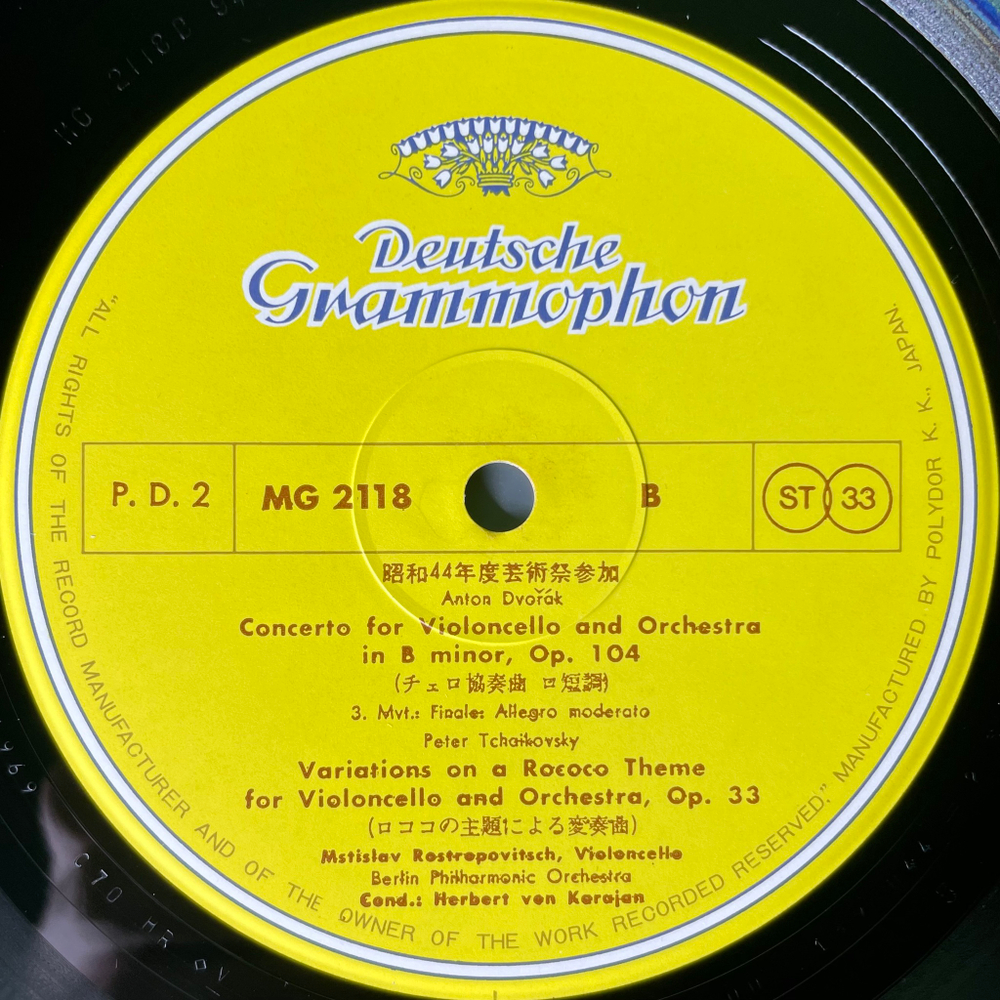 Deutsche
Grammophon
P. D. 2
MG 2118
B
ST 33
昭和44年度芸術祭参加
Anton Dvořák
Concerto for Violoncello and Orchestra
in B minor, Op. 104
(チェロ協奏曲 ロ短調)
3. Mvt.: Finale: Allegro moderato
Peter Tchaikovsky
Variations on a Rococo Theme
for Violoncello and Orchestra, Op. 33
(ロココの主題による変奏曲)
Mstislav Rostropovitsch, Violoncello
Berlin Philharmonic Orchestra
Cond.: Herbert von Karajan
"ALL RIGHTS OF THE RECORD MANUFACTURER AND OF THE OWNER OF THE WORK RECORDED RESERVED." MANUFACTURED BY POLYDOR K. K., JAPAN.